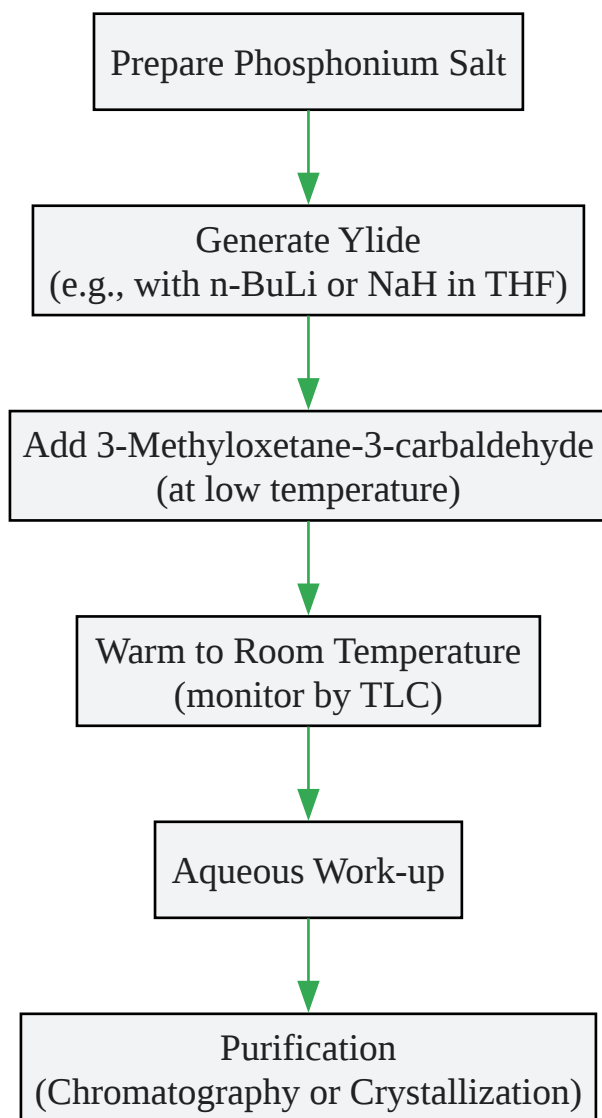 Prepare Phosphonium Salt
Generate Ylide
(e.g., with n-BuLi or NaH in THF)
Add 3-Methyloxetane-3-carbaldehyde
(at low temperature)
Warm to Room Temperature
(monitor by TLC)
Aqueous Work-up
Purification
(Chromatography or Crystallization)